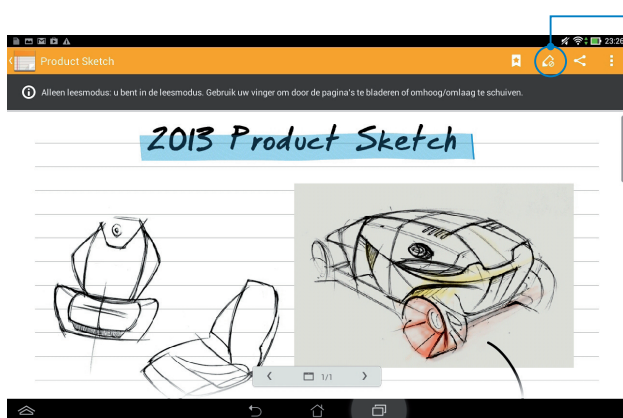 23:26
Product Sketch
Alleen leesmodus: u bent in de leesmodus. Gebruik uw vinger om door de pagina's te bladeren of omhoog/omlaag te schuiven.
2013 Product Sketch
1/1